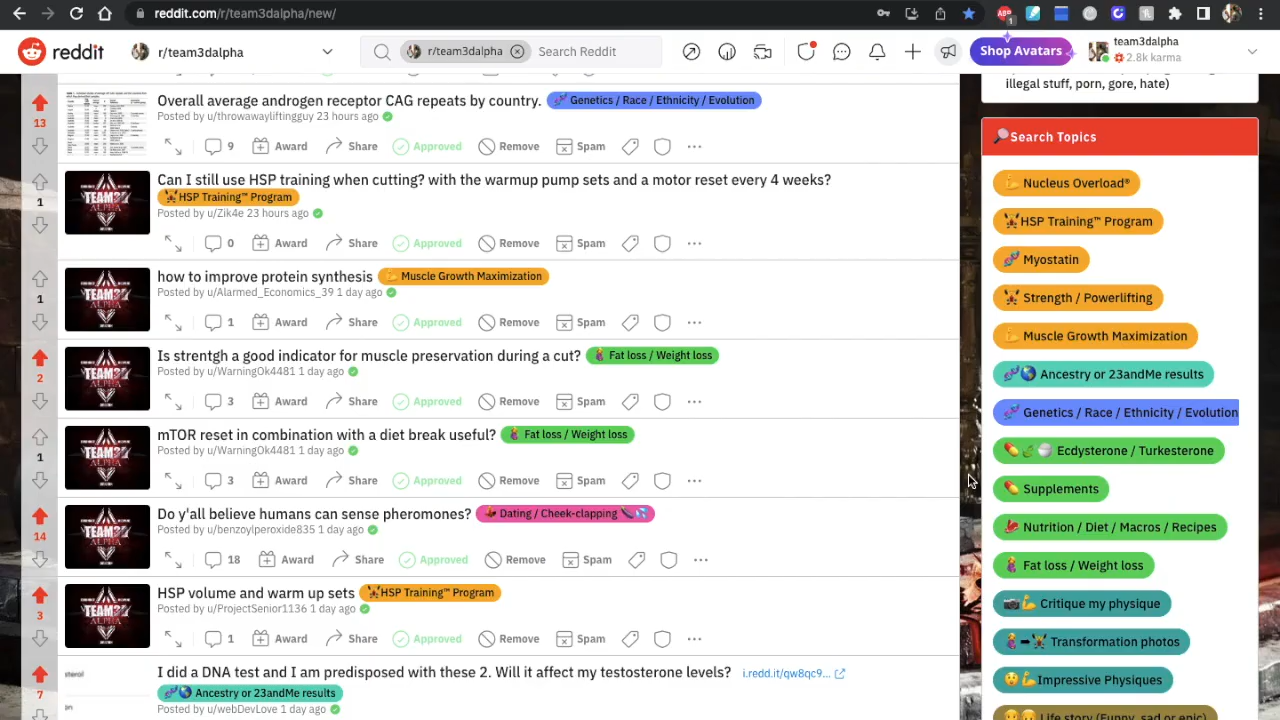 reddit.com/r/team3dalpha/new/
1
reddit
r/team3dalpha
r/team3dalpha
Search Reddit
Shop Avatars
team3dalpha
2.8k karma
illegal stuff, porn, gore, hate)
13
Overall average androgen receptor CAG repeats by country, Genetics / Race / Ethnicity / Evolution
23 hours ago
Award Share Approved Remove Spam
1
Can I still use HSP training when cutting? with the warmup pump sets and a motor reset every 4 weeks?
HSP Training™ Program
Posted by u/Zik4e 23 hours ago
0 Award Share Approved Remove Spam
1
how to improve protein synthesis Muscle Growth Maximization
1 day ago
1 Award Share Approved Remove Spam
2
Is strentgh a gold indicator for muscle preservation during a cut? Fat loss / Weight loss
Posted by u/WarningOk4481 1 day ago
3 Award Share Approved Remove Spam
1
mTOR reset in combination with a diet break useful? Fat loss / Weight loss
Posted by u/WarningOk4481 1 day ago
3 Award Share Approved Remove Spam
14
Do y'all believe humans can sense pheromones? Dating / Cheek-clapping
Posted by u/benzoylperoxide835 1 day ago
18 Award Share Approved Remove Spam
3
HSP volume and warm up sets HSP Training™ Program
Posted by u/ProjectSenior1136 1 day ago
1 Award Share Approved Remove Spam
7
I did a DNA test and I am predisposed with these 2. Will it affect my testosterone levels? i.redd.it/qw8qc9...
Ancestry or 23andMe results
Posted by u/webDevLove 1 day ago
Search Topics
Nucleus Overload®
HSP Training™ Program
Myostatin
Strength / Powerlifting
Muscle Growth Maximization
Ancestry or 23andMe results
Genetics / Race / Ethnicity / Evolution
Ecdysterone / Turkesterone
Supplements
Nutrition / Diet / Macros / Recipes
Fat loss / Weight loss
Critique my physique
Transformation photos
Impressive Physiques
Life story (Funny, sad or epic)